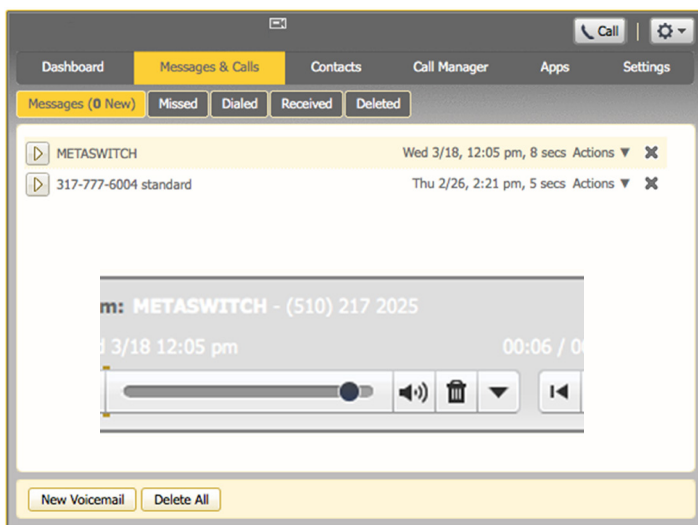 Call
Dashboard Messages & Calls Contacts Call Manager Apps Settings
Messages (0 New) Missed Dialed Received Deleted
METASWITCH Wed 3/18, 12:05 pm, 8 secs Actions
317-777-6004 standard Thu 2/26, 2:21 pm, 5 secs Actions
m: METASWITCH - (510) 217 2025
3/18 12:05 pm 00:06 / 0
New Voicemail Delete All